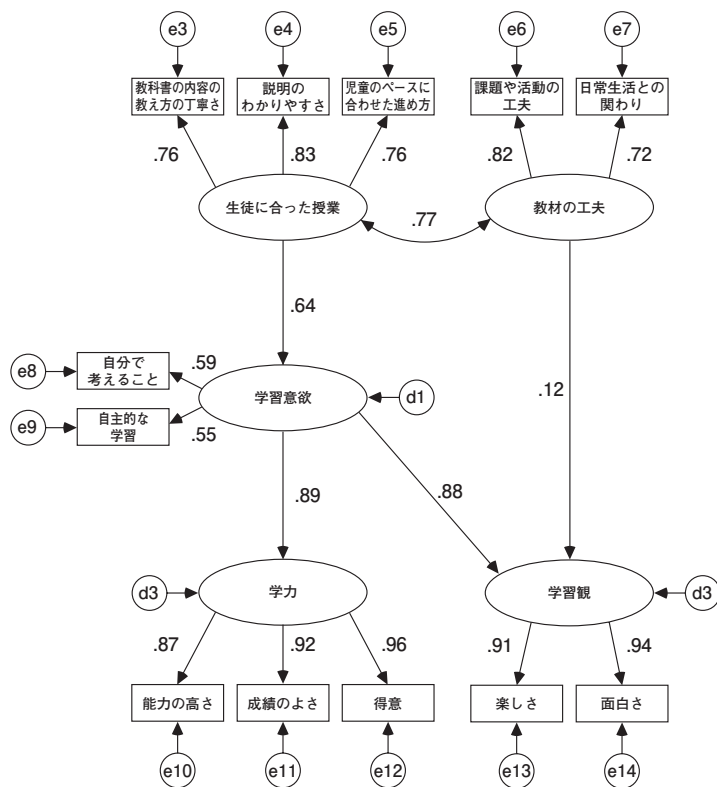 e3
e4
e5
e6
e7
教科書の内容の
教え方の丁寧さ
説明の
わかりやすさ
児童のペースに
合わせた進め方
課題や活動の
工夫
日常生活との
関わり
.76
.83
.76
.82
.72
生徒に合った授業
教材の工夫
.77
.64
e8
自分で
考えること
.59
学習意欲
d1
.12
e9
自主的な
学習
.55
.89
.88
d3
学力
学習観
d3
.87
.92
.96
.91
.94
能力の高さ
成績のよさ
得意
楽しさ
面白さ
e10
e11
e12
e13
e14